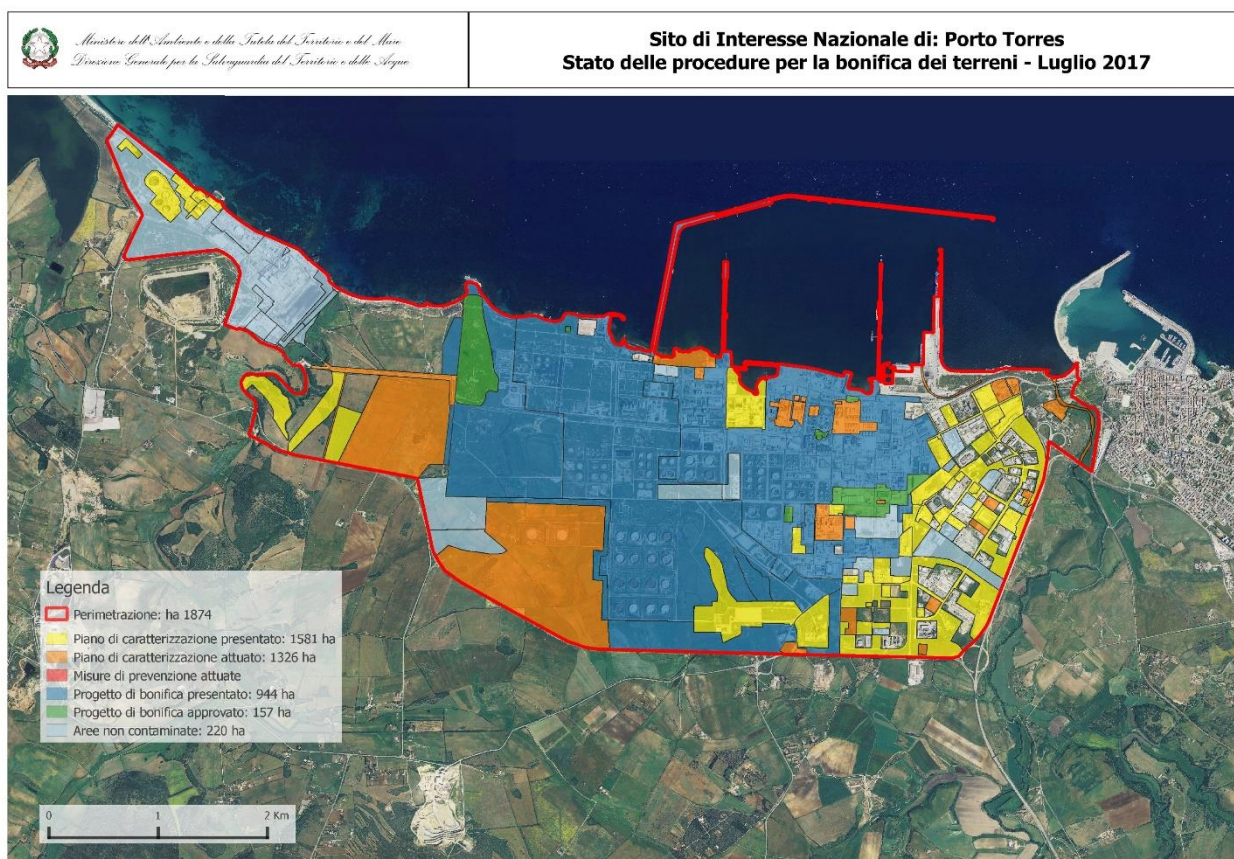 Ministero dell'Ambiente e della Tutela del Territorio e del Mare
Direzione Generale per la Salvaguardia del Territorio e delle Acque
Sito di Interesse Nazionale di: Porto Torres
Stato delle procedure per la bonifica dei terreni - Luglio 2017
Legenda
Perimetrazione: ha 1874
Piano di caratterizzazione presentato: 1581 ha
Piano di caratterizzazione attuato: 1326 ha
Misure di prevenzione attuate
Progetto di bonifica presentato: 944 ha
Progetto di bonifica approvato: 157 ha
Aree non contaminate: 220 ha
0 1 2 Km